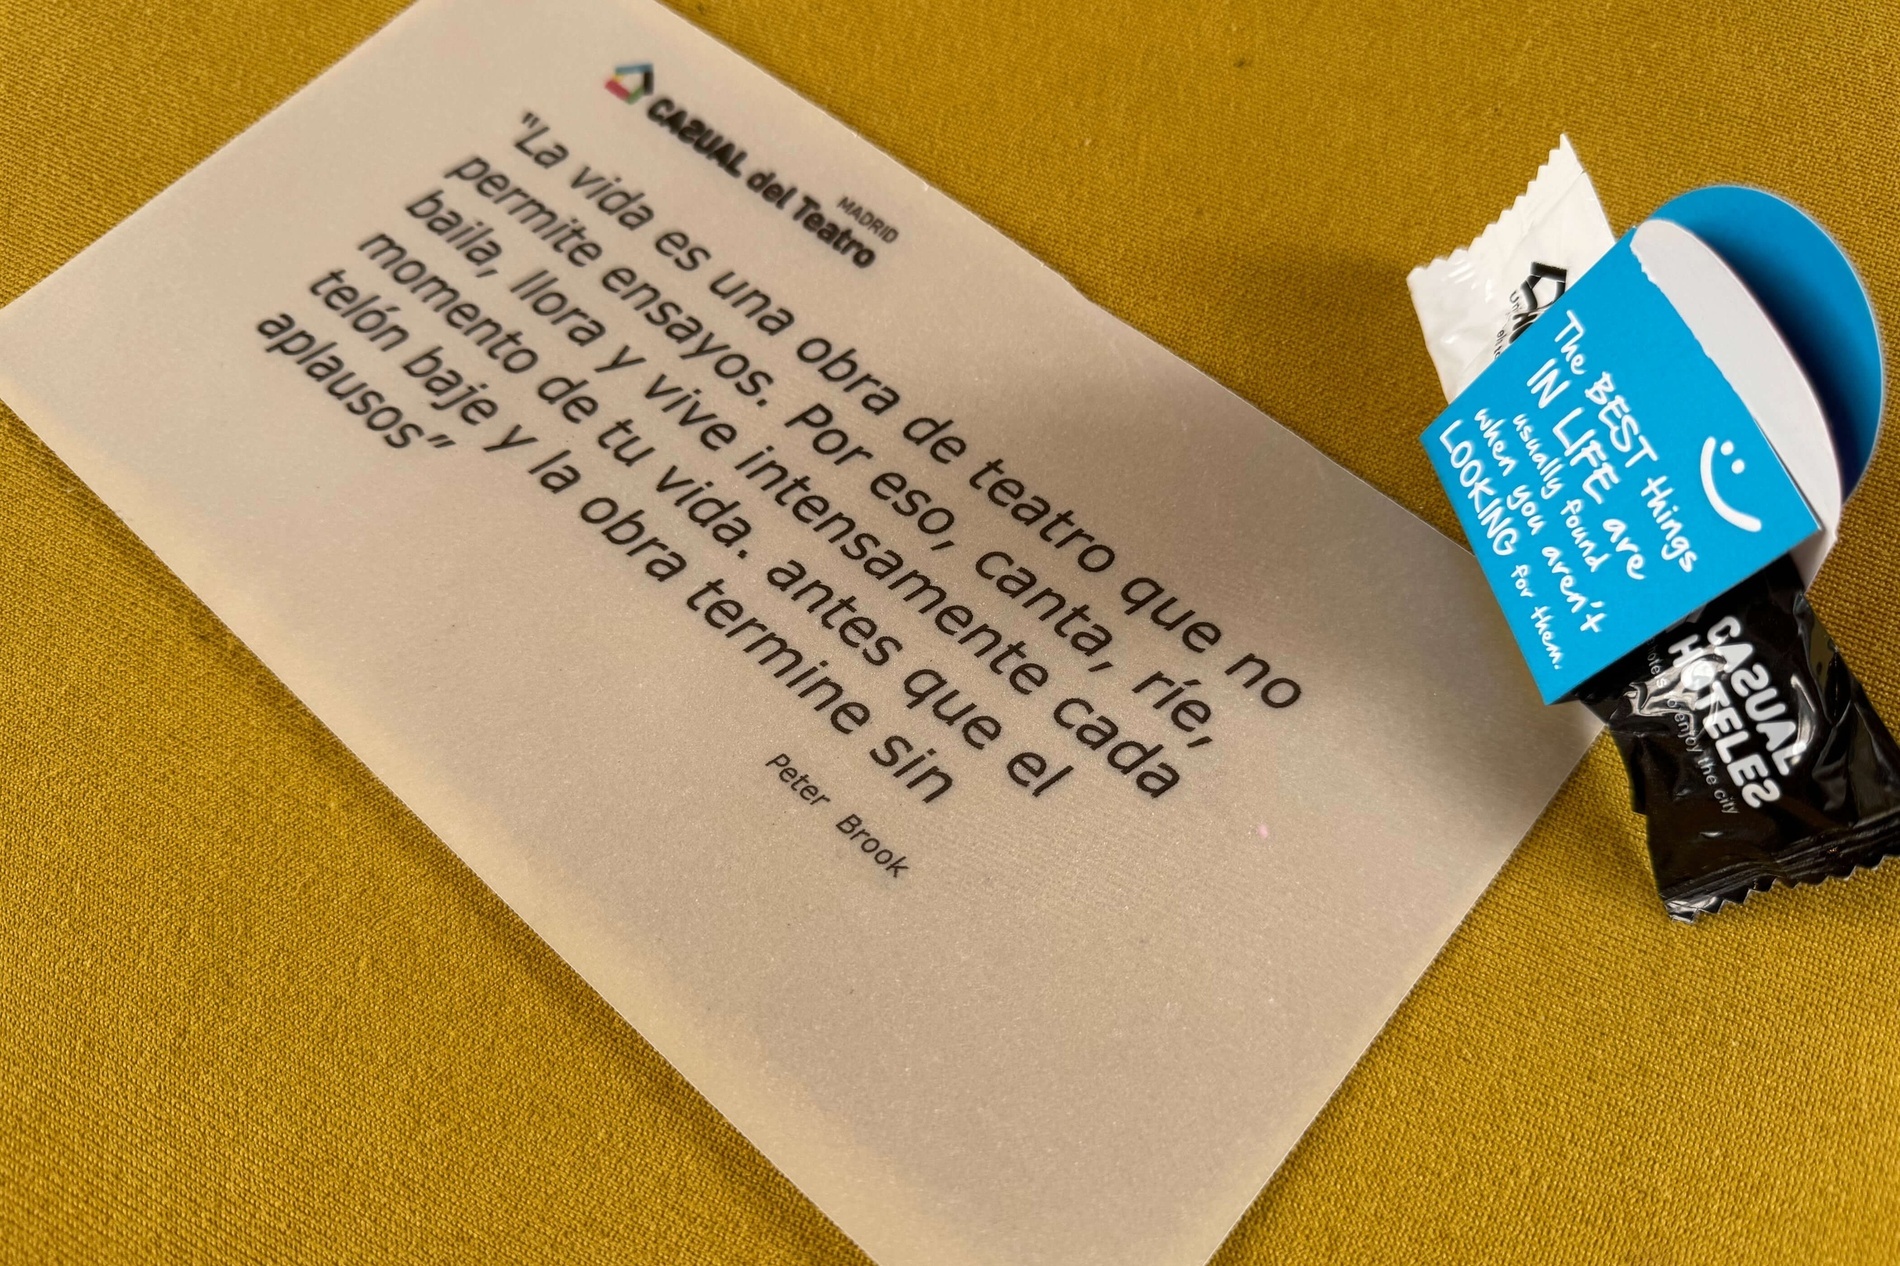 CASUAL del Teatro
MADRID
"La vida es una obra de teatro que no
permite ensayos. Por eso, canta, ríe,
baila, llora y vive intensamente cada
momento de tu vida. antes que el
telón baje y la obra termine sin
aplausos"
Peter Brook
The BEST things
IN LIFE are
usually found
when you aren't
LOOKING for them.
CASUAL
HOTELES
hotels to enjoy the city